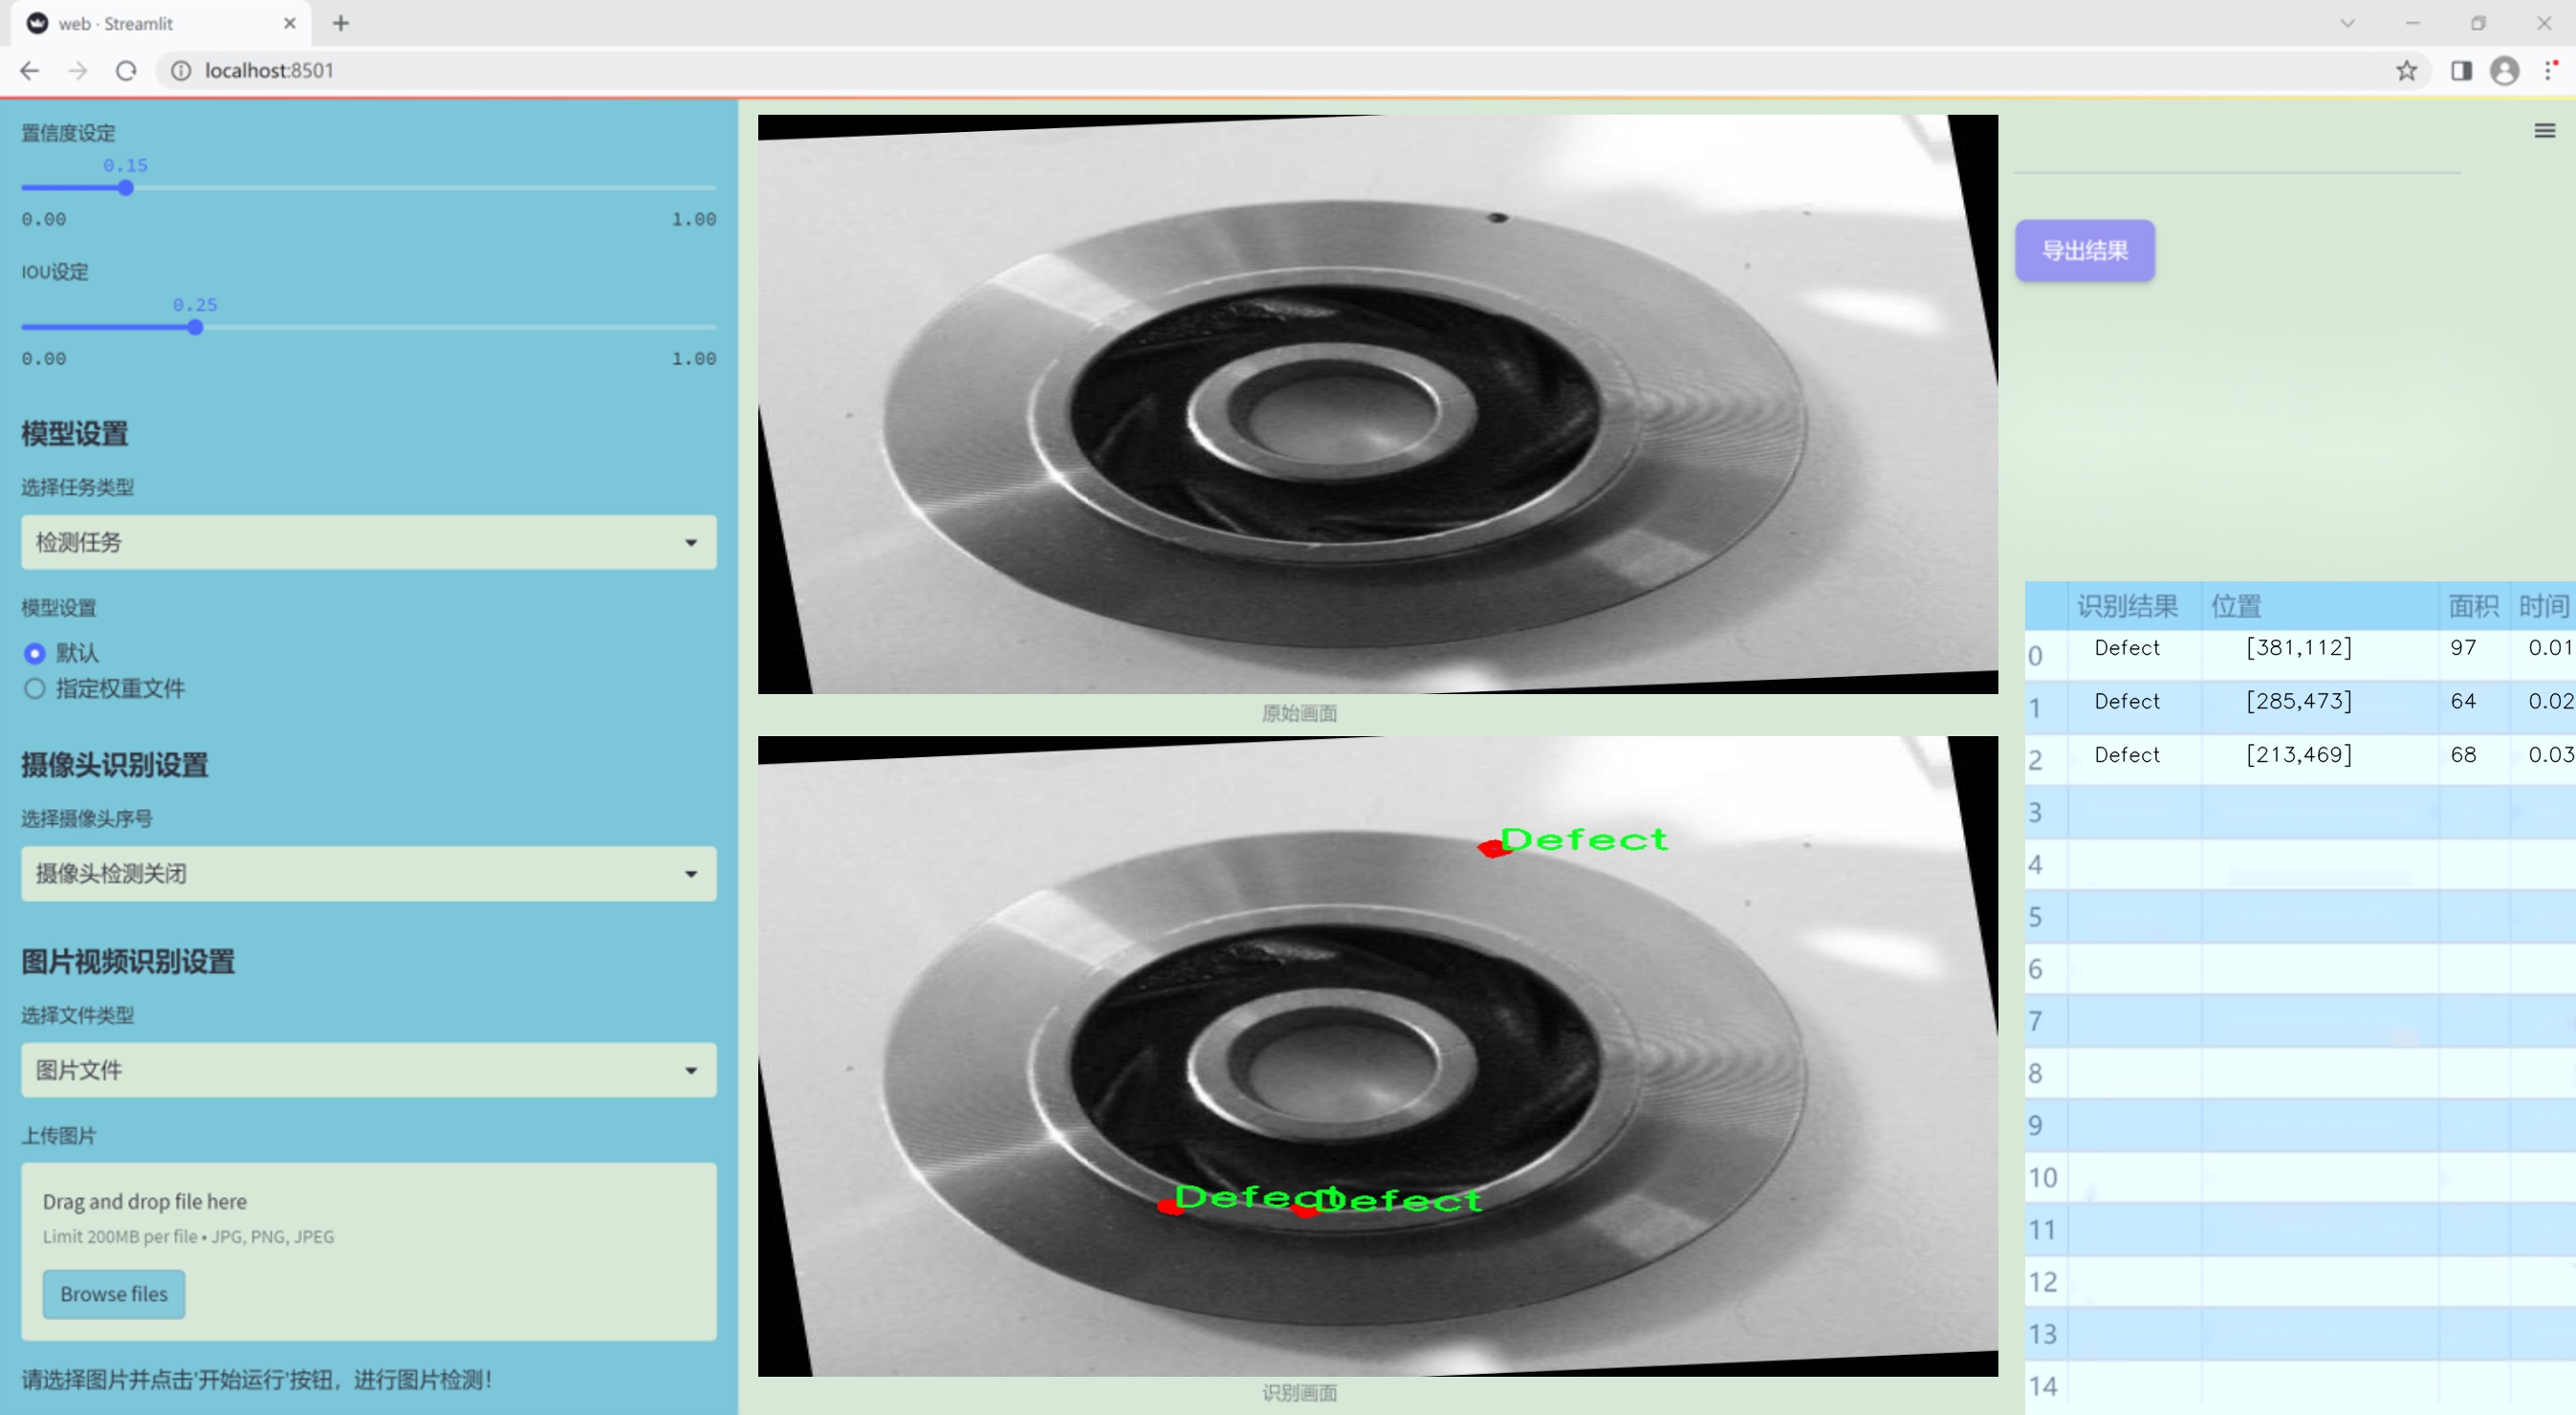 web · Streamlit
localhost:8501
置信度设定
0.15
0.00 1.00
IOU设定
0.25
0.00 1.00
模型设置
选择任务类型
检测任务
模型设置
默认
指定权重文件
摄像头识别设置
选择摄像头序号
摄像头检测关闭
图片视频识别设置
选择文件类型
图片文件
上传图片
Drag and drop file here
Limit 200MB per file • JPG, PNG, JPEG
Browse files
请选择图片并点击'开始运行'按钮，进行图片检测!
原始画面
Defect
Defect
Defect
识别画面
导出结果
识别结果 位置 面积 时间
0 Defect [381,112] 97 0.01
1 Defect [285,473] 64 0.02
2 Defect [213,469] 68 0.03
3
4
5
6
7
8
9
10
11
12
13
14